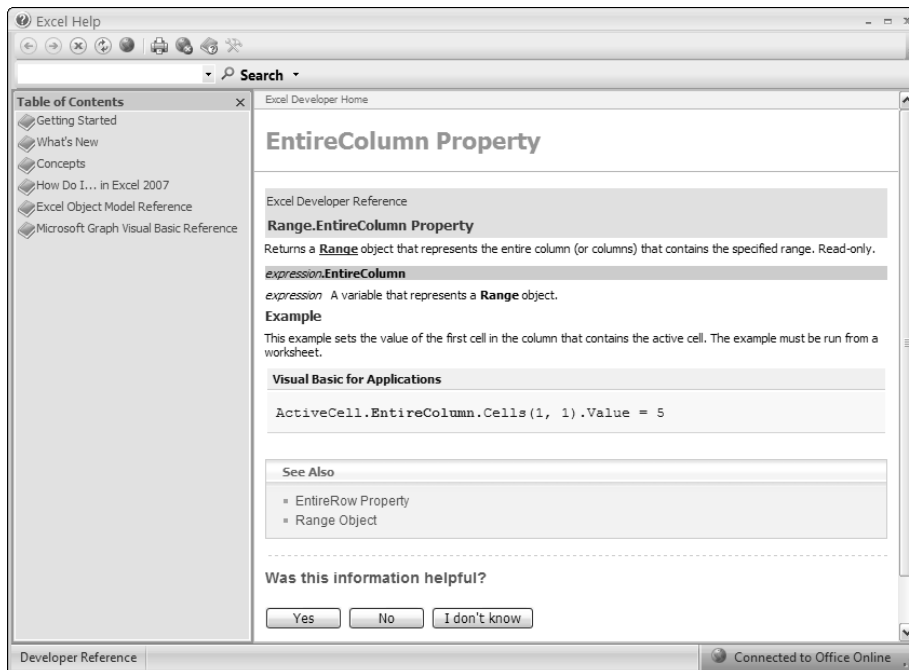 Excel Help
Search
Table of Contents
Getting Started
What's New
Concepts
How Do I... in Excel 2007
Excel Object Model Reference
Microsoft Graph Visual Basic Reference
Excel Developer Home
EntireColumn Property
Excel Developer Reference
Range.EntireColumn Property
Returns a Range object that represents the entire column (or columns) that contains the specified range. Read-only.
expression.EntireColumn
expression A variable that represents a Range object.
Example
This example sets the value of the first cell in the column that contains the active cell. The example must be run from a
worksheet.
Visual Basic for Applications
ActiveCell.EntireColumn.Cells(1, 1).Value = 5
See Also
EntireRow Property
Range Object
Was this information helpful?
Yes No I don't know
Developer Reference
Connected to Office Online